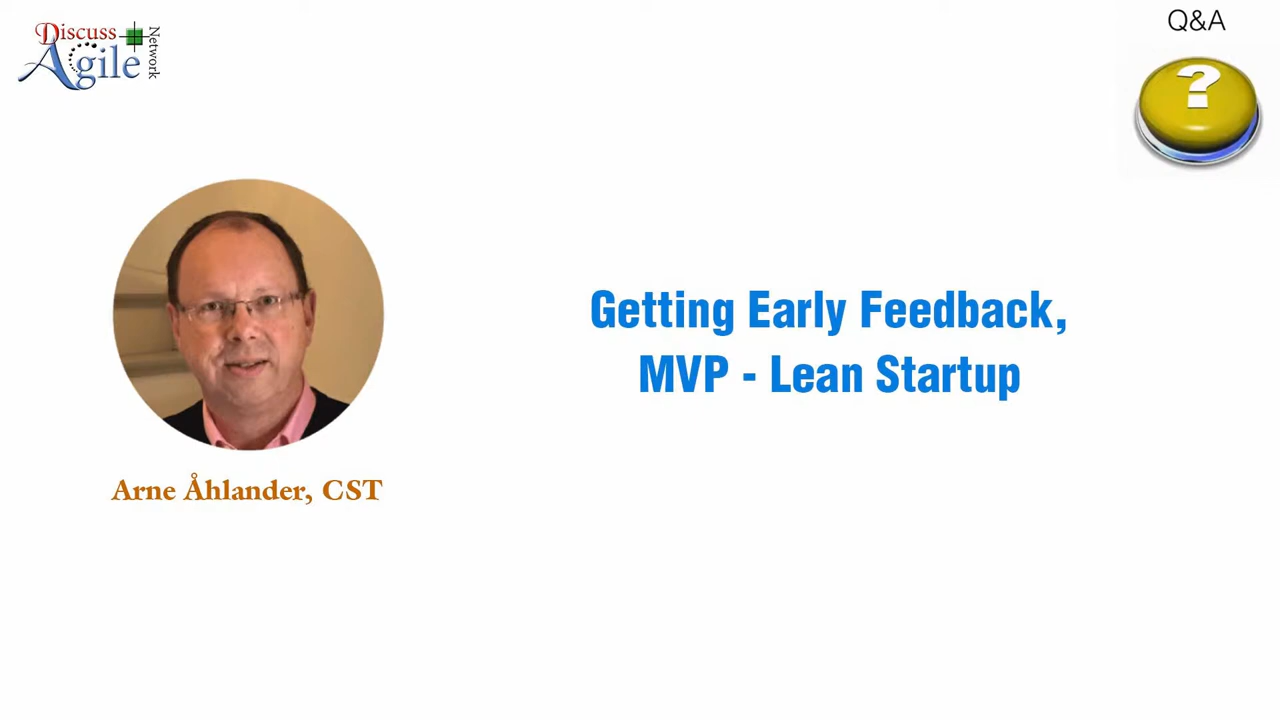 Discuss
Agile
Network
Q&A
?
Getting Early Feedback,
MVP - Lean Startup
Arne Åhlander, CST